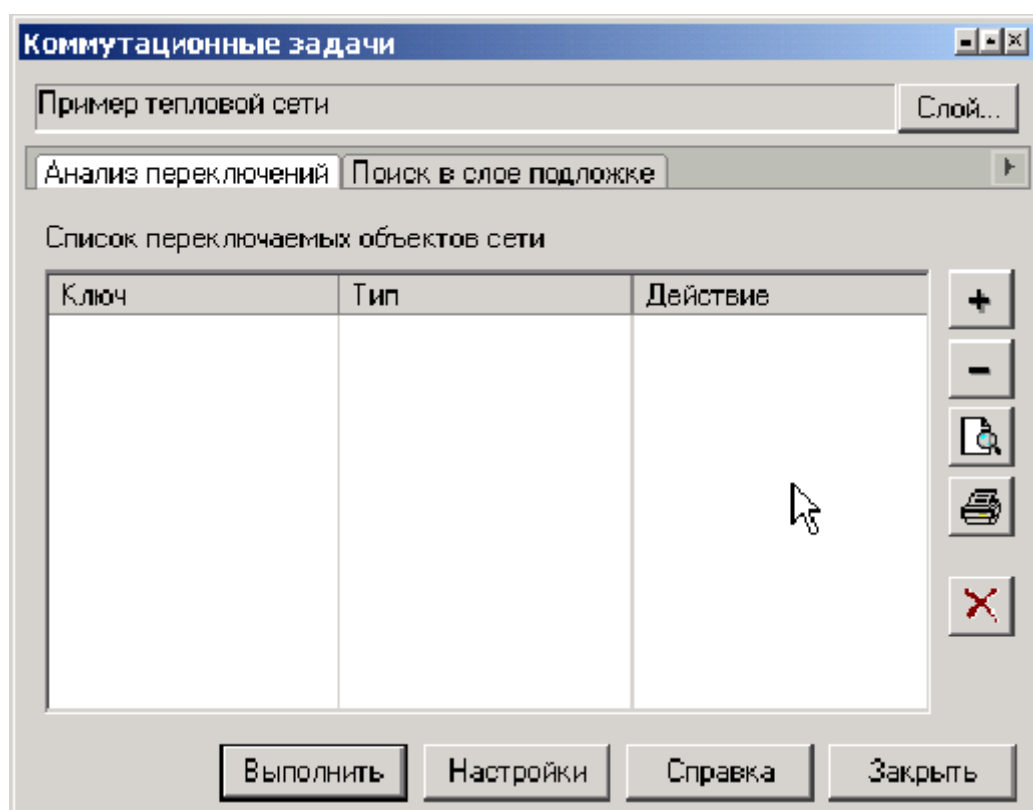 Коммутационные задачи
Пример тепловой сети Слой...
Анализ переключений Поиск в слое подложке
Список переключаемых объектов сети
Ключ Тип Действие
Выполнить Настройки Справка Закрыть